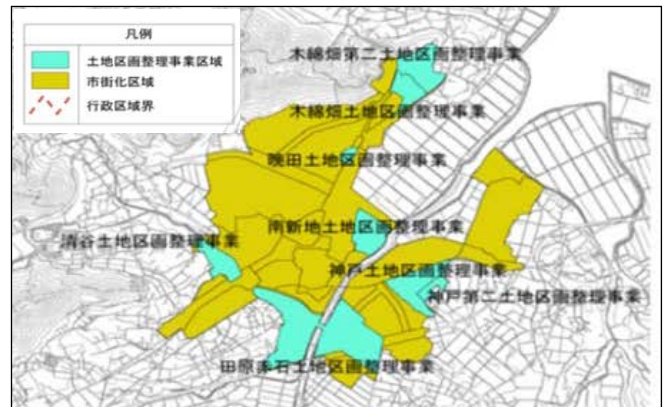 凡例
土地区画整理事業区域
市街化区域
行政区域界
木綿畑第二土地区画整理事業
木綿畑土地区画整理事業
晩田土地区画整理事業
南新地土地区画整理事業
清谷土地区画整理事業
神戸土地区画整理事業
神戸第二土地区画整理事業
田原赤石土地区画整理事業